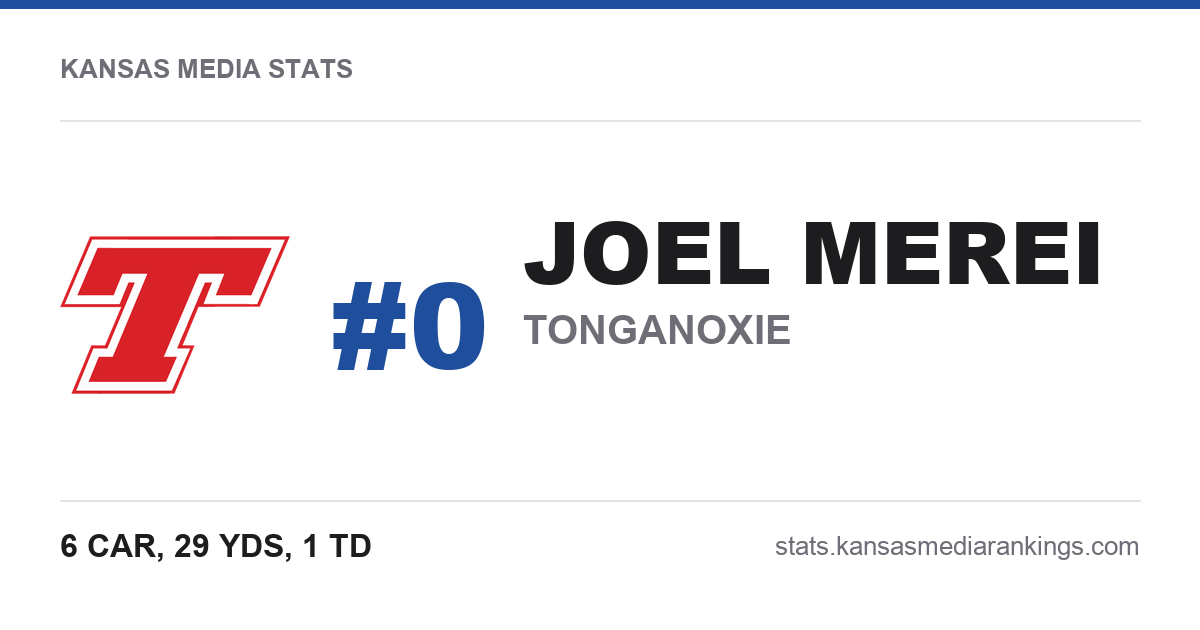 KANSAS MEDIA STATS
T
#0
JOEL MEREI
TONGANOXIE
6 CAR, 29 YDS, 1 TD
stats.kansasmediarankings.com